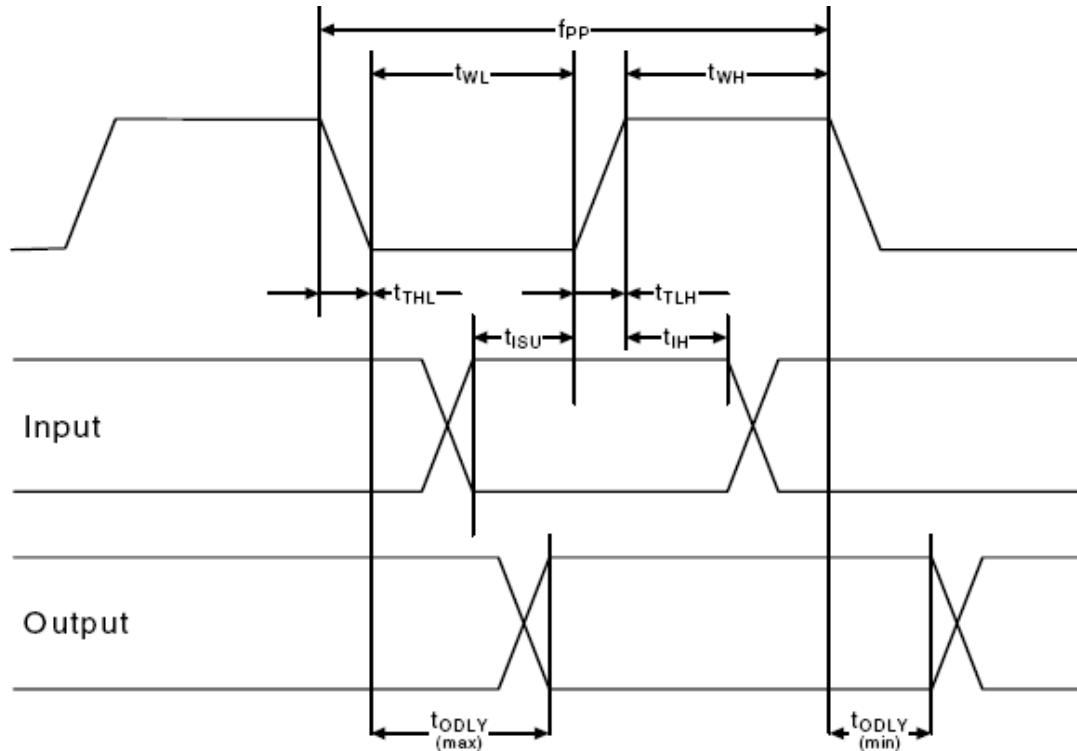 fPP
tWL
tWH
tTHL
tTLH
tISU
tIH
Input
Output
tODLY
(max)
tODLY
(min)